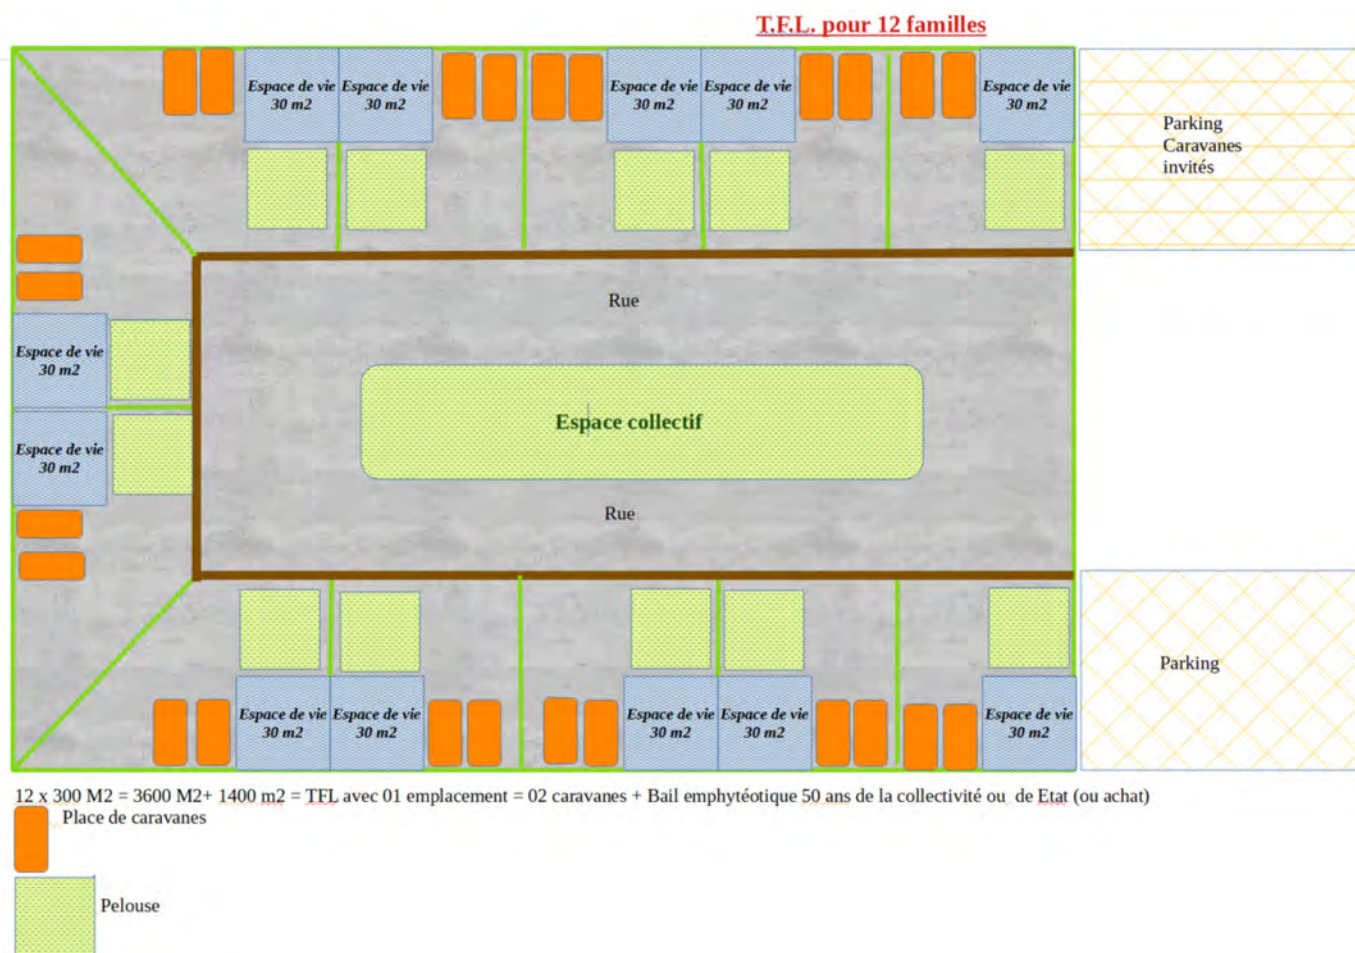 T.F.L. pour 12 familles
Espace de vie
30 m2
Espace de vie
30 m2
Espace de vie
30 m2
Espace de vie
30 m2
Espace de vie
30 m2
Parking
Caravanes
invités
Rue
Espace de vie
30 m2
Espace collectif
Espace de vie
30 m2
Rue
Parking
Espace de vie
30 m2
Espace de vie
30 m2
Espace de vie
30 m2
Espace de vie
30 m2
Espace de vie
30 m2
12 x 300 M2 = 3600 M2+ 1400 m2 = TFL avec 01 emplacement = 02 caravanes + Bail emphytéotique 50 ans de la collectivité ou de Etat (ou achat)
Place de caravanes
Pelouse